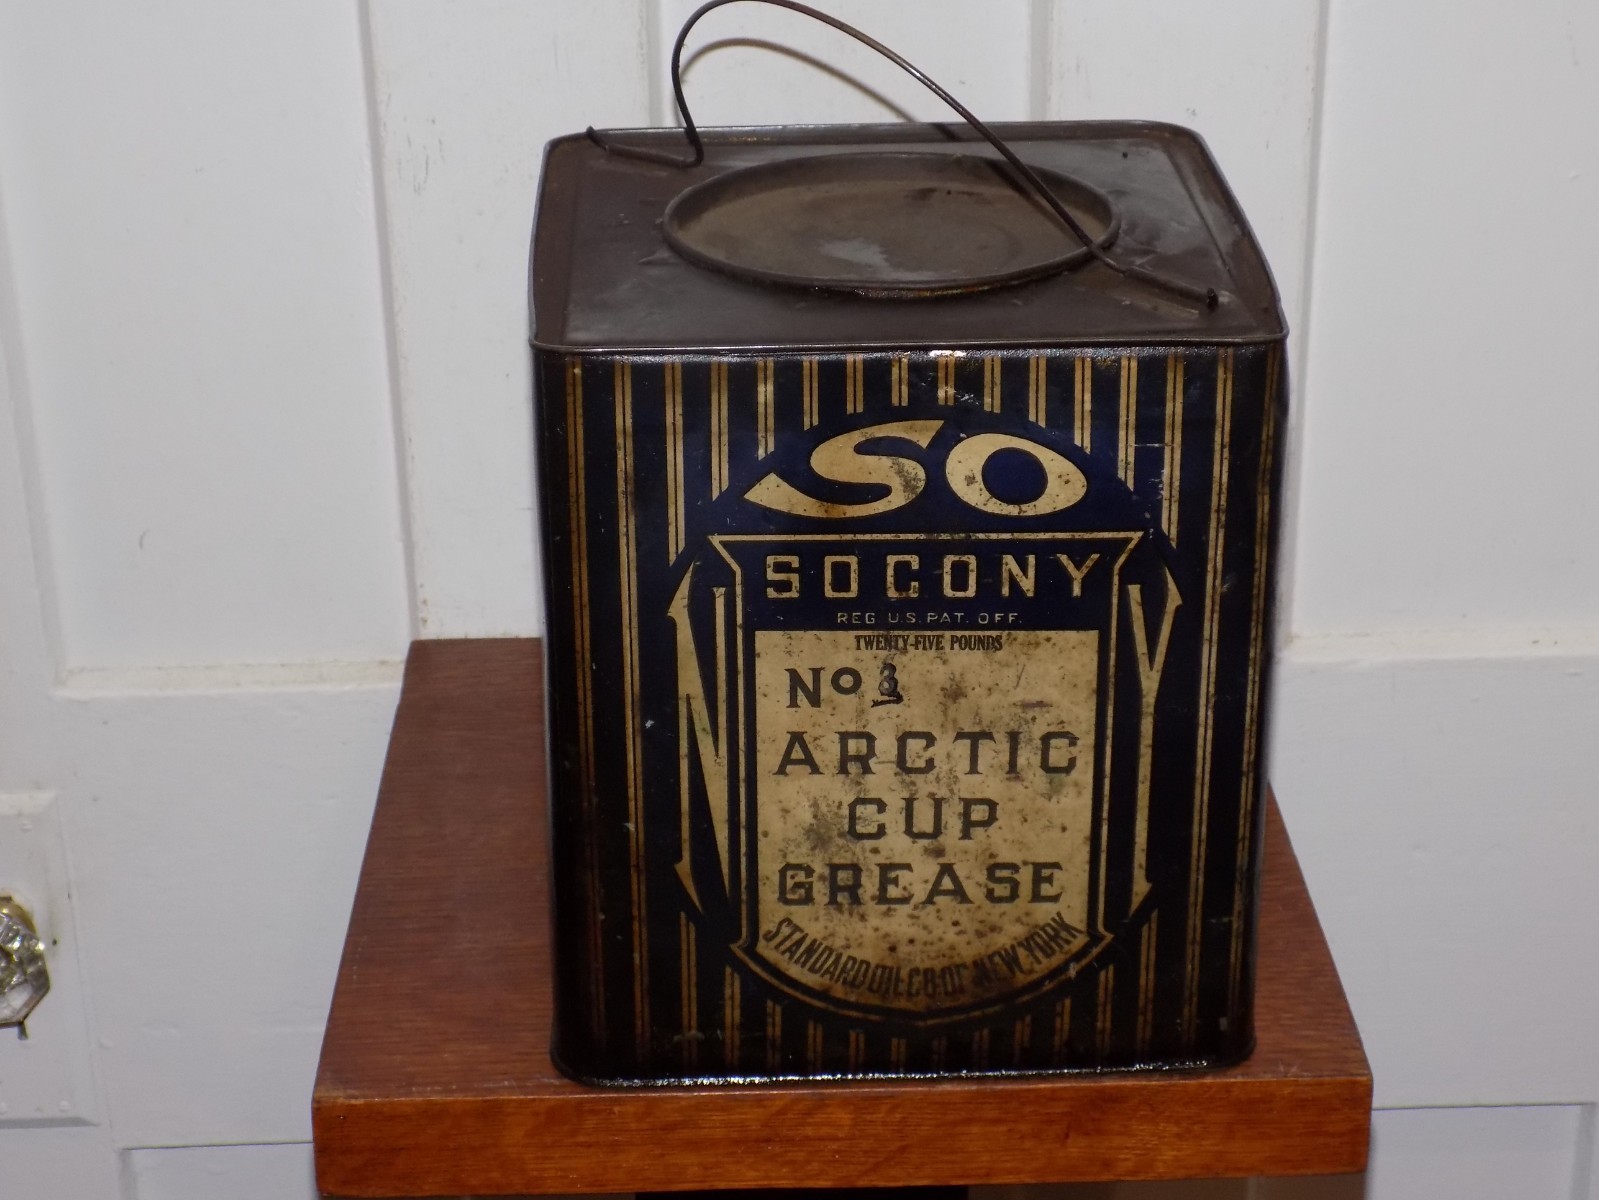 SO
SOCONY
NY
REG. U.S. PAT. OFF.
TWENTY-FIVE POUNDS
No 3
ARCTIC
CUP
GREASE
STANDARD OIL CO. OF NEW YORK